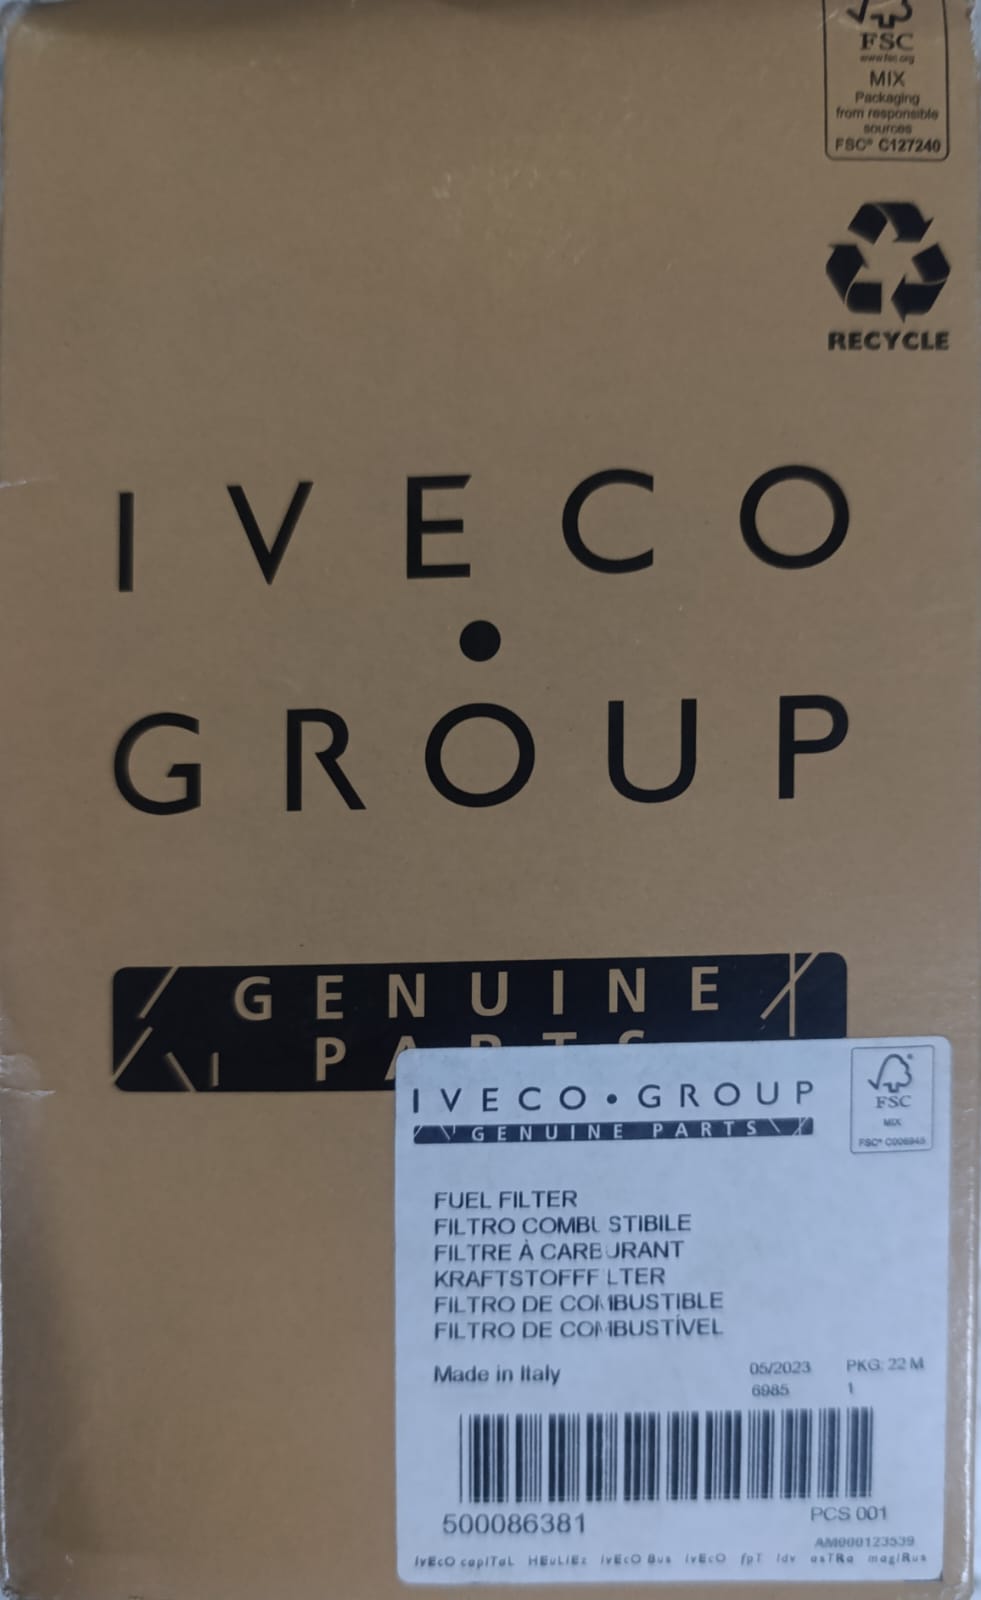 FSC
www.fsc.org
MIX
Packaging
from responsible
sources
FSC® C127240
RECYCLE
IVECO
GROUP
GENUINE
PARTS
IVECO • GROUP
GENUINE PARTS
FSC
MIX
FSC® C006945
FUEL FILTER
FILTRO COMBUSTIBILE
FILTRE À CARBURANT
KRAFTSTOFFFILTER
FILTRO DE COMBUSTIBLE
FILTRO DE COMBUSTÍVEL
Made in Italy
05/2023
PKG: 22 M
6985
1
500086381
PCS 001
AM000123539
IVECO CAPITAL HEULIEZ IVECO BUS IVECO FPT IDV ASTRA MAGIRUS